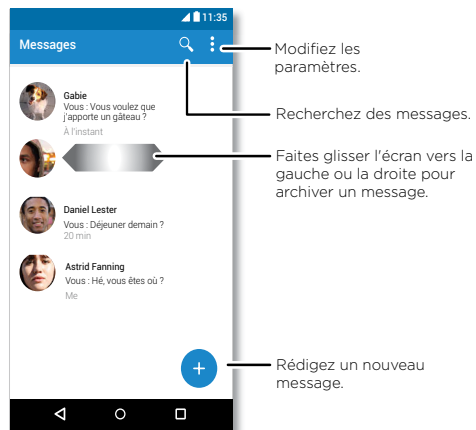 11:35
Messages
Modifiez les
paramètres.
Recherchez des messages.
Gabie
Vous : Vous voulez que
j'apporte un gâteau ?
À l'instant
Faites glisser l'écran vers la
gauche ou la droite pour
archiver un message.
Daniel Lester
Vous : Déjeuner demain ?
20 min
Astrid Fanning
Vous : Hé, vous êtes où ?
Me
+
Rédigez un nouveau
message.